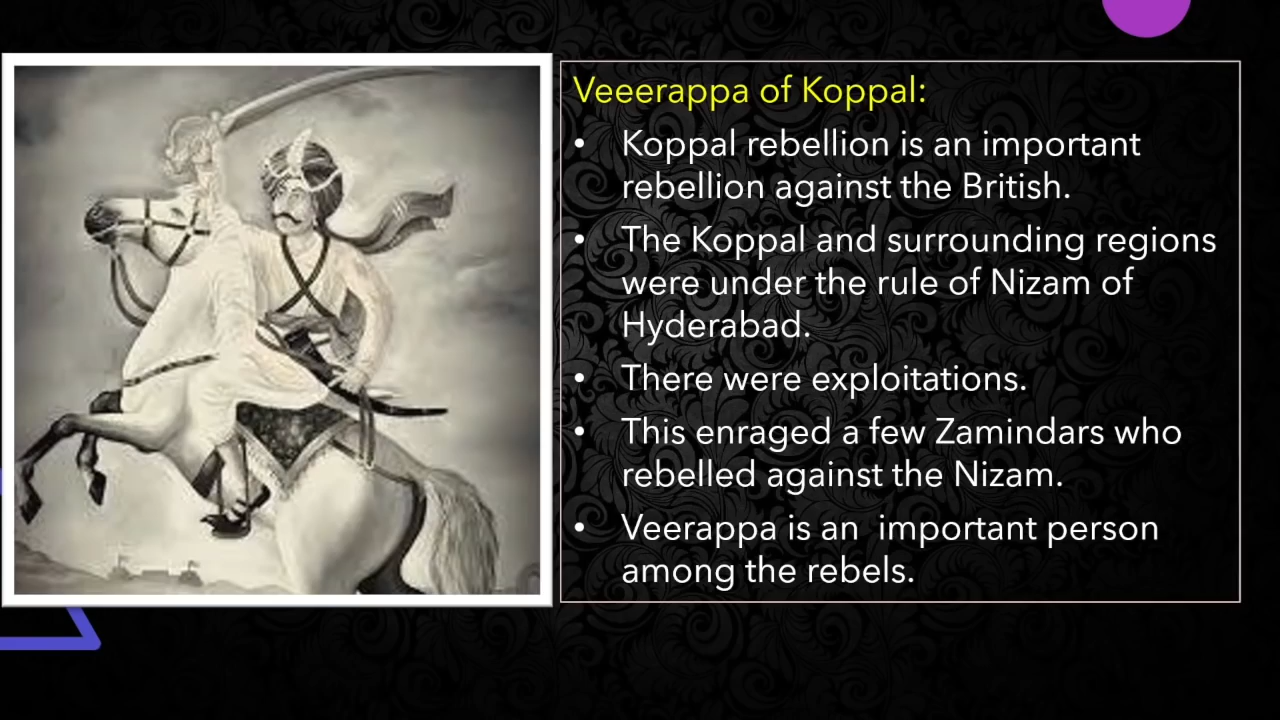 Veeerappa of Koppal:
• Koppal rebellion is an important
rebellion against the British.
• The Koppal and surrounding regions
were under the rule of Nizam of
Hyderabad.
• There were exploitations.
• This enraged a few Zamindars who
rebelled against the Nizam.
• Veerappa is an  important person
among the rebels.